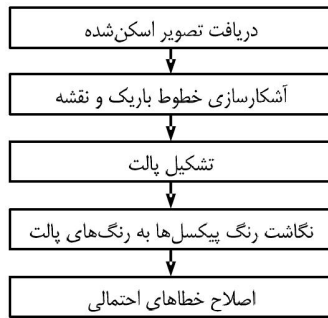 دریافت تصویر اسکن‌شده
آشکارسازی خطوط باریک و نقشه
تشکیل پالت
نگاشت رنگ پیکسل‌ها به رنگ‌های پالت
اصلاح خطاهای احتمالی